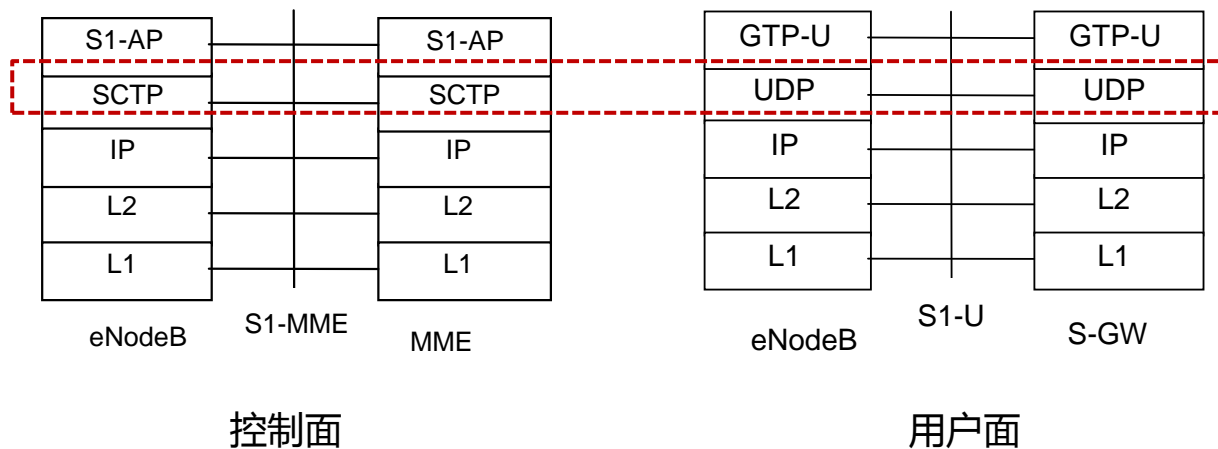 S1-AP S1-AP GTP-U GTP-U
SCTP SCTP UDP UDP
IP IP IP IP
L2 L2 L2 L2
L1 L1 L1 L1
eNodeB S1-MME MME eNodeB S1-U S-GW
控制面 用户面